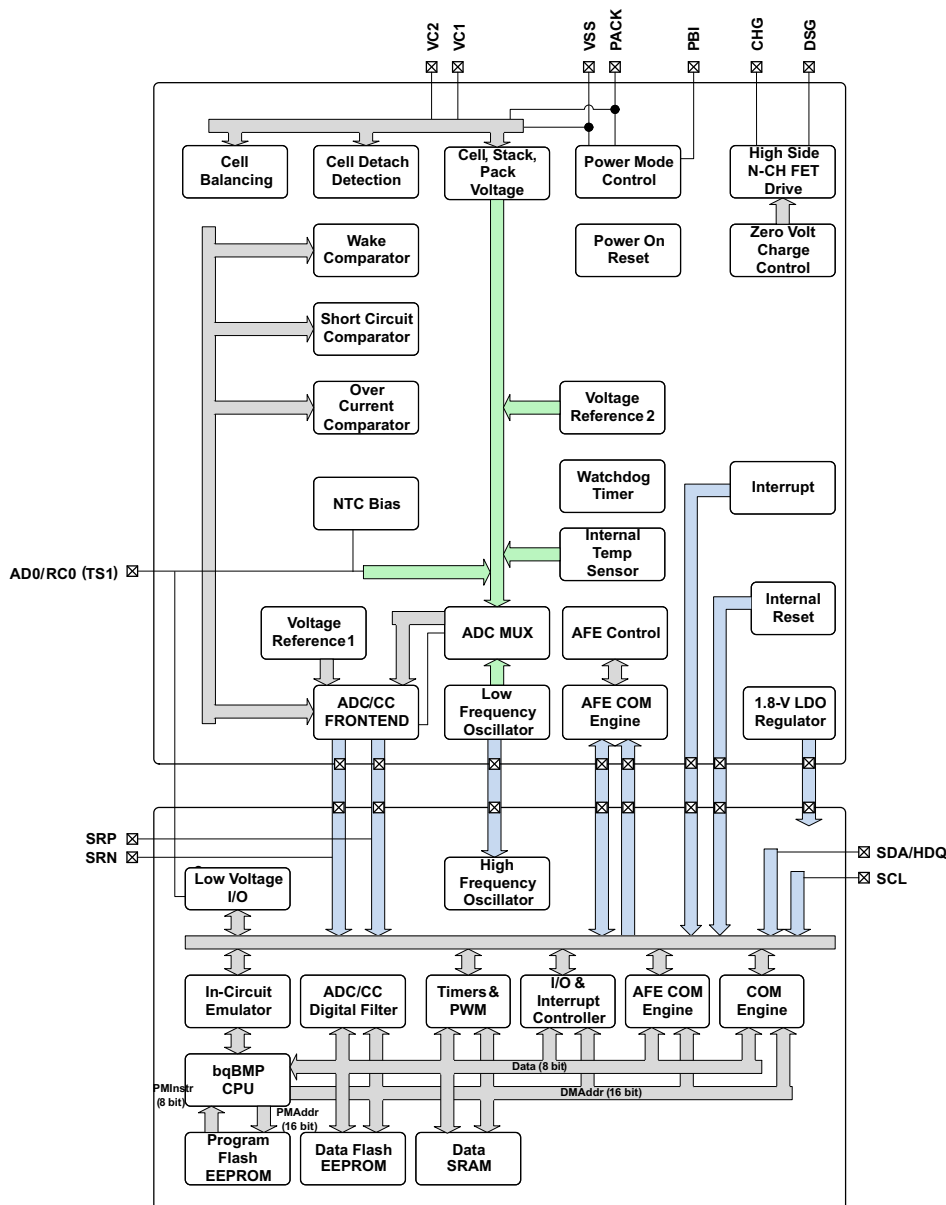 VC2
VC1
VSS
PACK
PBI
CHG
DSG
Cell
Balancing
Cell Detach
Detection
Cell, Stack,
Pack
Voltage
Power Mode
Control
High Side
N-CH FET
Drive
Wake
Comparator
Power On
Reset
Zero Volt
Charge
Control
Short Circuit
Comparator
Over
Current
Comparator
Voltage
Reference 2
NTC Bias
Watchdog
Timer
Interrupt
AD0/RC0 (TS1)
Internal
Temp
Sensor
Voltage
Reference 1
ADC MUX
AFE Control
Internal
Reset
ADC/CC
FRONTEND
Low
Frequency
Oscillator
AFE COM
Engine
1.8-V LDO
Regulator
SRP
SRN
SDA/HDQ
SCL
Low Voltage
I/O
High
Frequency
Oscillator
In-Circuit
Emulator
ADC/CC
Digital Filter
Timers &
PWM
I/O &
Interrupt
Controller
AFE COM
Engine
COM
Engine
bqBMP
CPU
Data (8 bit)
DMAddr (16 bit)
PMInstr
(8 bit)
PMAddr
(16 bit)
Program
Flash
EEPROM
Data Flash
EEPROM
Data
SRAM